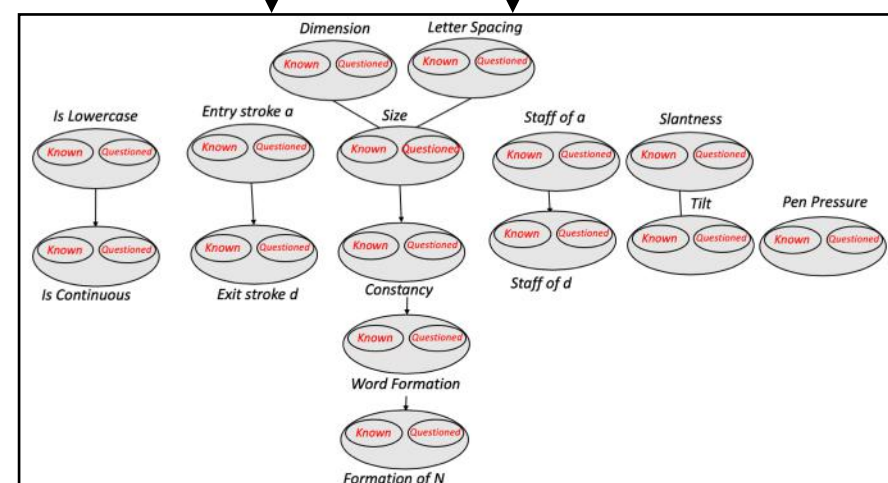 Dimension Letter Spacing
Known Questioned Known Questioned
Is Lowercase Entry stroke a Size Staff of a Slantness
Known Questioned Known Questioned Known Questioned Known Questioned Known Questioned
Tilt Pen Pressure
Known Questioned Known Questioned Known Questioned Known Questioned Known Questioned Known Questioned
Is Continuous Exit stroke d Constancy Staff of d
Known Questioned
Word Formation
Known Questioned
Formation of N